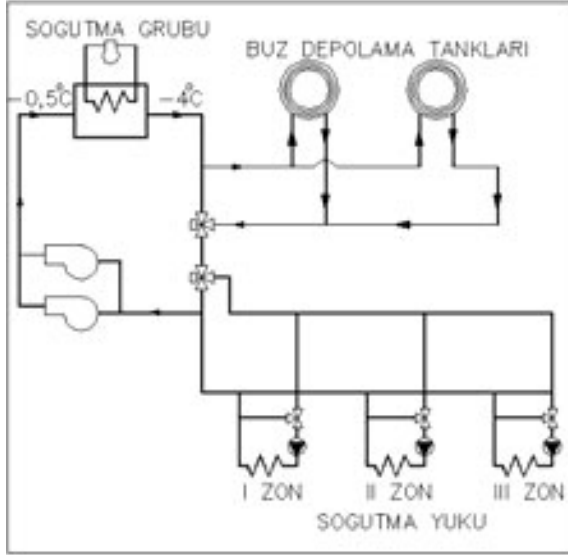 SOGUTMA GRUBU
BUZ DEPOLAMA TANKLARI
-0,5°C
-4°C
I ZON
II ZON
III ZON
SOGUTMA YUKU